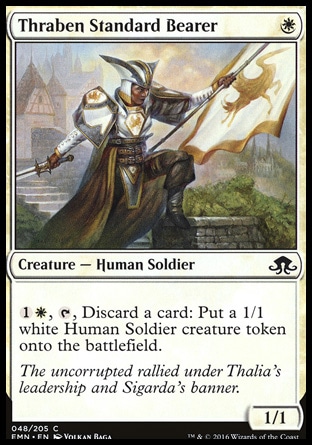 Thraben Standard Bearer
Creature — Human Soldier
1 , , Discard a card: Put a 1/1
white Human Soldier creature token
onto the battlefield.
The uncorrupted rallied under Thalia's
leadership and Sigarda's banner.
048/205 C
EMN • EN Volkan Baga
™ & © 2016 Wizards of the Coast
1/1